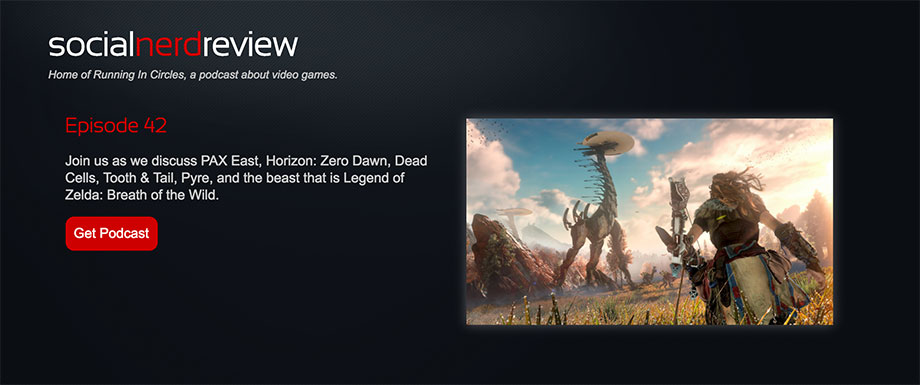 socialnerdreview
Home of Running In Circles, a podcast about video games.
Episode 42
Join us as we discuss PAX East, Horizon: Zero Dawn, Dead
Cells, Tooth & Tail, Pyre, and the beast that is Legend of
Zelda: Breath of the Wild.
Get Podcast